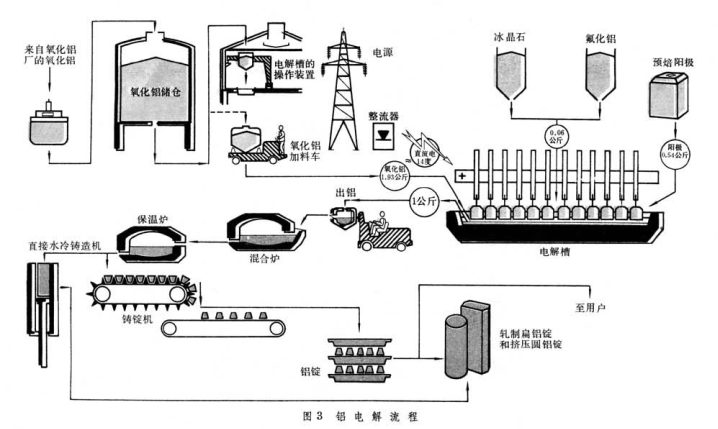 来自氧化铝
厂的氧化铝
氧化铝储仓
电解槽的
操作装置
氧化铝
加料车
电源
整流器
直流电
14度
冰晶石
氟化铝
预焙阳极
0.06
公斤
阳极
0.54公斤
氧化铝
1.93公斤
+
1公斤
电解槽
出铝
混合炉
保温炉
直接水冷铸造机
铸锭机
铝锭
轧制扁铝锭
和挤压圆铝锭
至用户
图3 铝电解流程